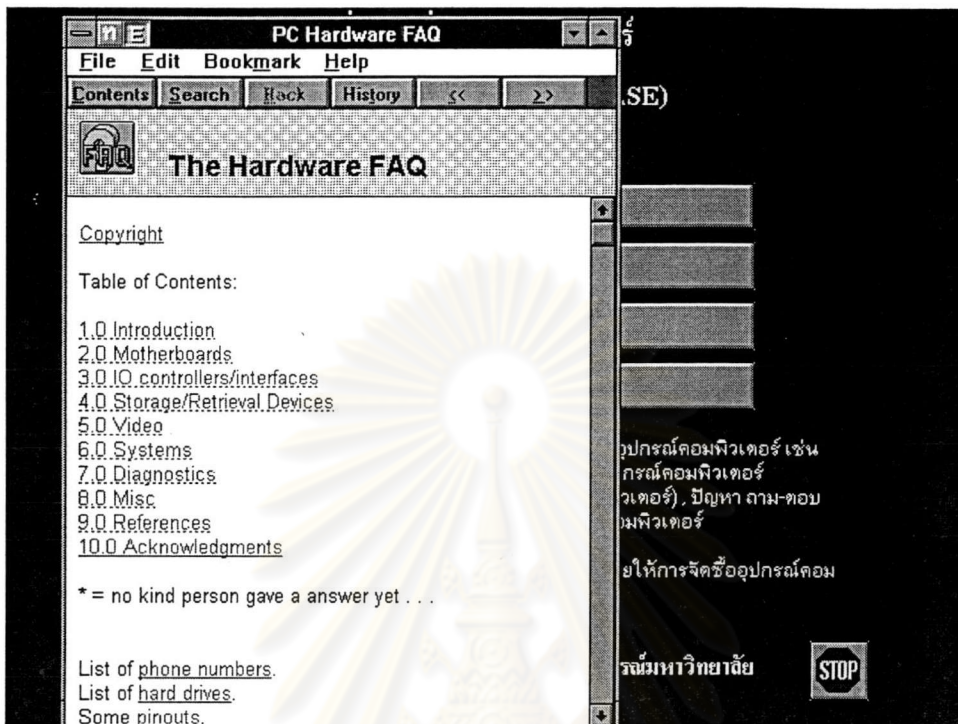 PC Hardware FAQ
File Edit Bookmark Help
Contents Search Back History << >>
FAQ
The Hardware FAQ
Copyright
Table of Contents:
1.0 Introduction
2.0 Motherboards
3.0 IO controllers/interfaces
4.0 Storage/Retrieval Devices
5.0 Video
6.0 Systems
7.0 Diagnostics
8.0 Misc
9.0 References
10.0 Acknowledgments
* = no kind person gave a answer yet . . .
List of phone numbers.
List of hard drives.
Some pinouts.
ร์
SE)
อุปกรณ์คอมพิวเตอร์ เช่น
กรณ์คอมพิวเตอร์
วเตอร์) , ปัญหา ถาม-ตอบ
อมพิวเตอร์
ยให้การจัดซื้ออุปกรณ์คอม
รณ์มหาวิทยาลัย
STOP